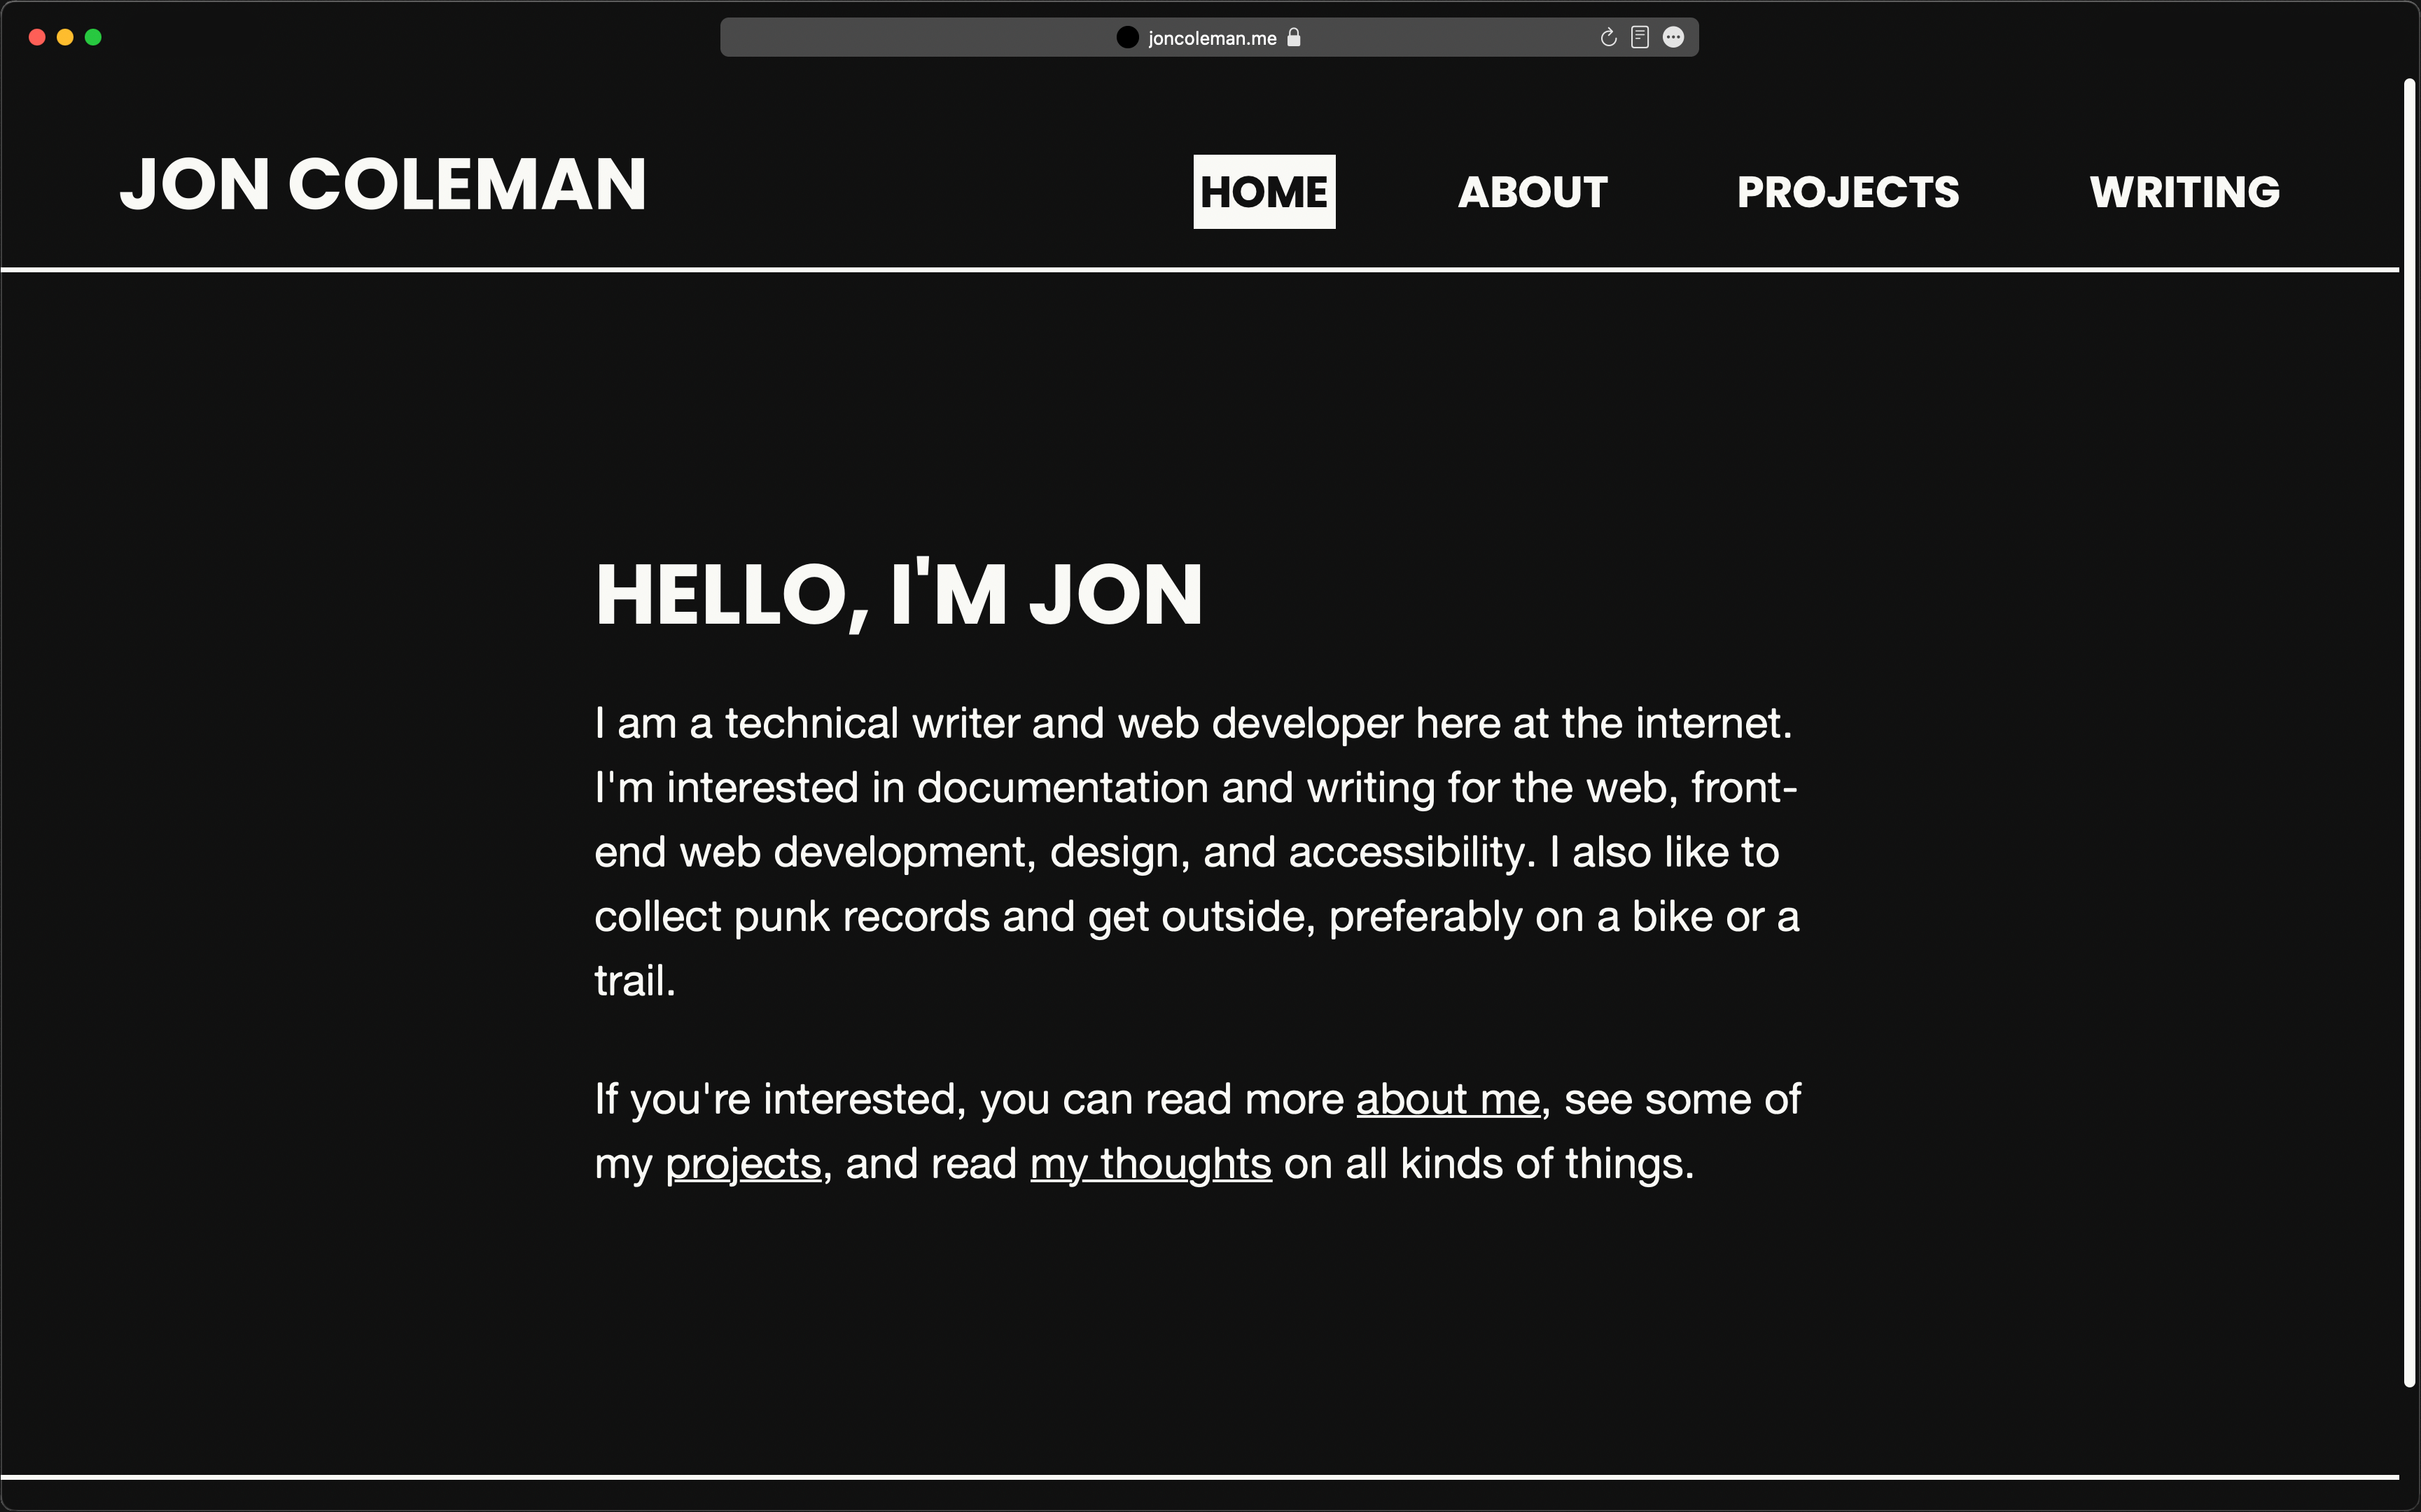 joncoleman.me
JON COLEMAN
HOME
ABOUT
PROJECTS
WRITING
HELLO, I'M JON
I am a technical writer and web developer here at the internet.
I'm interested in documentation and writing for the web, front-
end web development, design, and accessibility. I also like to
collect punk records and get outside, preferably on a bike or a
trail.
If you're interested, you can read more about me, see some of
my projects, and read my thoughts on all kinds of things.